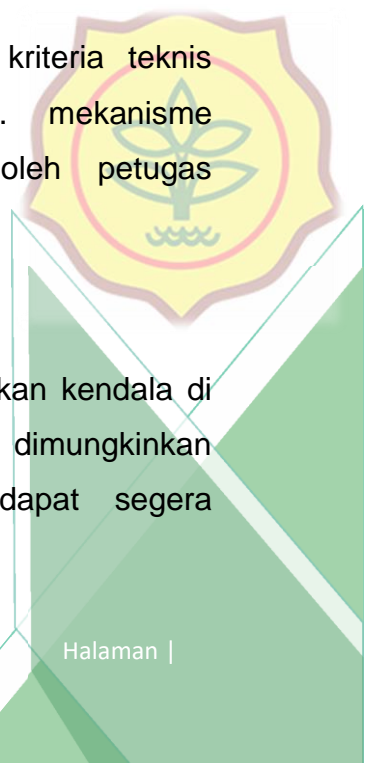 kriteria teknis
. mekanisme
oleh petugas
kan kendala di
dimungkinkan
dapat segera
Halaman |